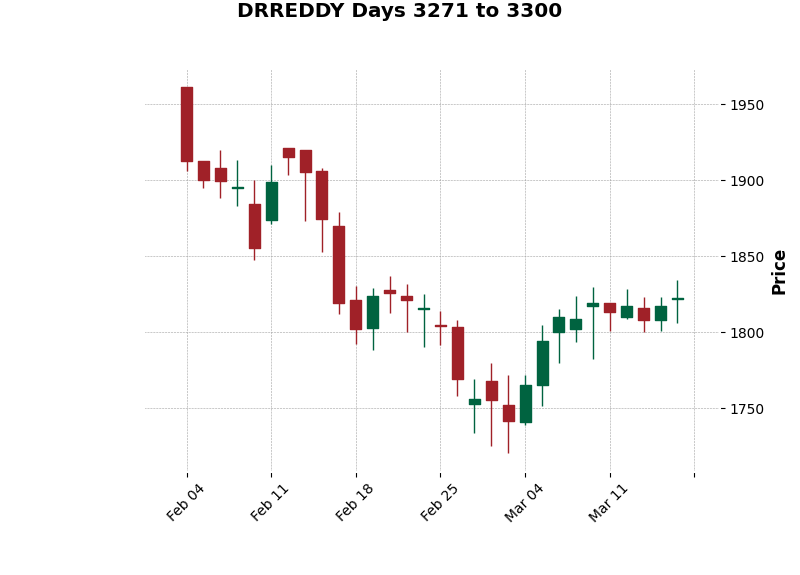 DRREDDY Days 3271 to 3300
1950
1900
1850
1800
1750
Price
Feb 04
Feb 11
Feb 18
Feb 25
Mar 04
Mar 11